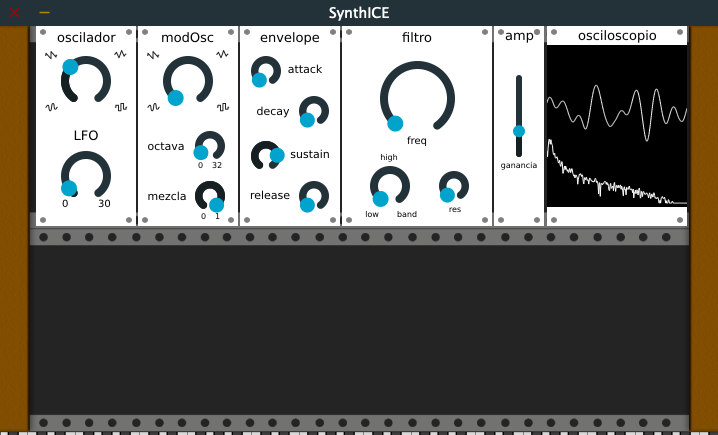 SynthICE
oscilador
modOsc
envelope
filtro
amp
osciloscopio
LFO
0 30
octava
0 32
mezcla
0 1
attack
decay
sustain
release
freq
high
low band
res
ganancia